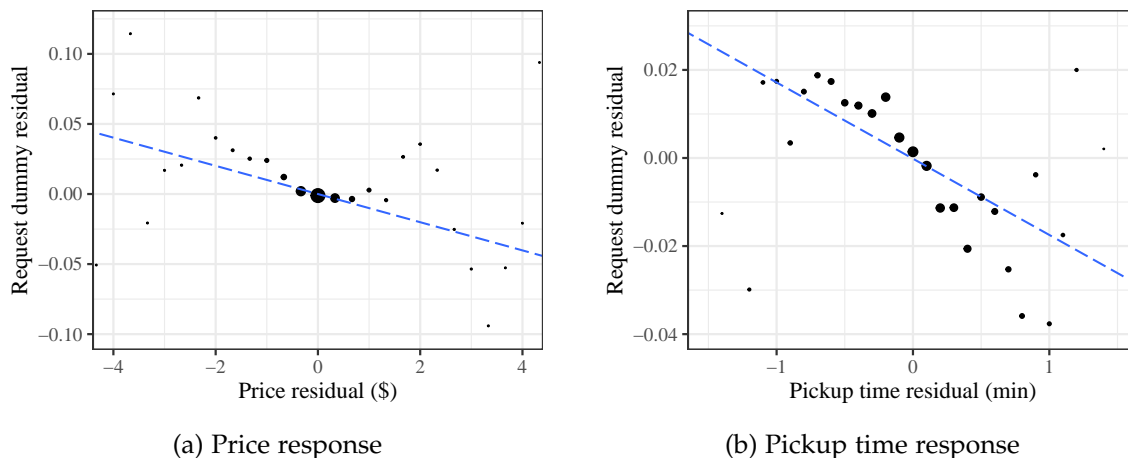 0.10
0.05
0.00
−0.05
−0.10
Request dummy residual
−4 −2 0 2 4
Price residual ($)
(a) Price response
0.02
0.00
−0.02
−0.04
Request dummy residual
−1 0 1
Pickup time residual (min)
(b) Pickup time response